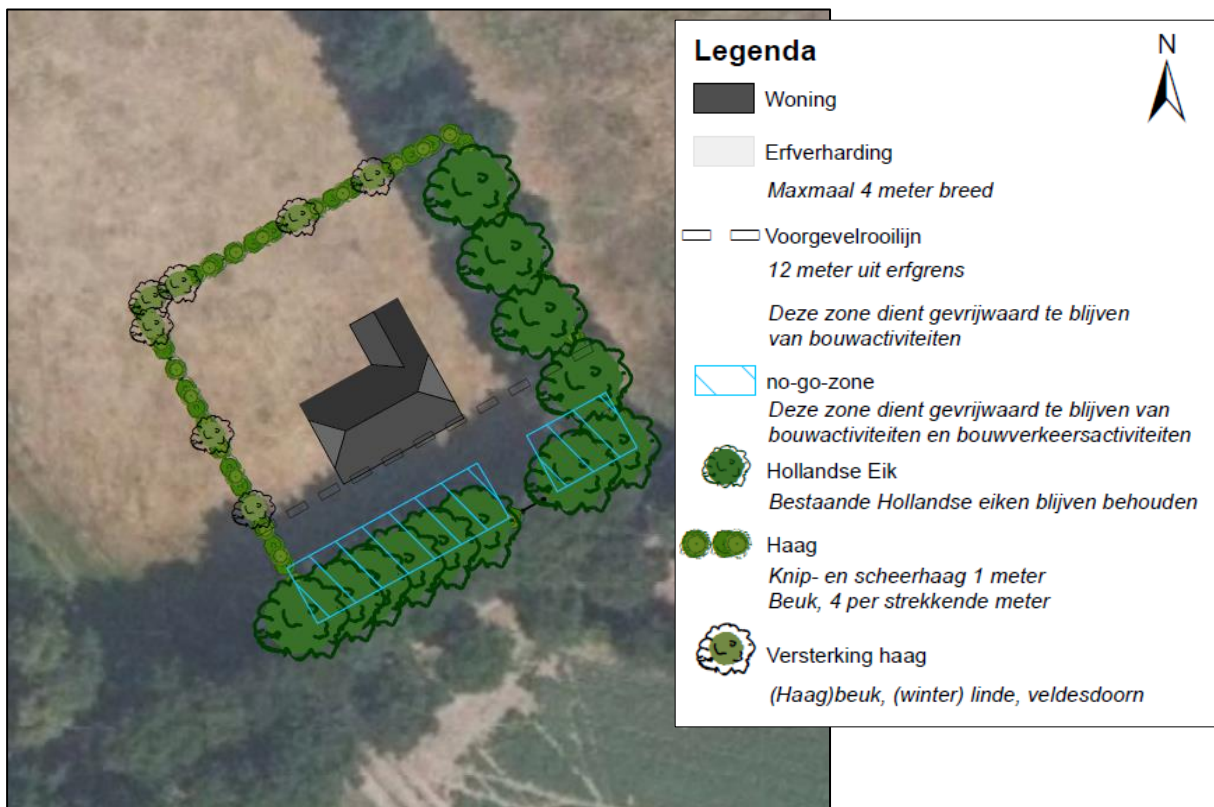 Legenda
N
Woning
Erfverharding
Maxmaal 4 meter breed
Voorgevelrooilijn
12 meter uit erfgrens
Deze zone dient gevrijwaard te blijven
van bouwactiviteiten
no-go-zone
Deze zone dient gevrijwaard te blijven van
bouwactiviteiten en bouwverkeersactiviteiten
Hollandse Eik
Bestaande Hollandse eiken blijven behouden
Haag
Knip- en scheerhaag 1 meter
Beuk, 4 per strekkende meter
Versterking haag
(Haag)beuk, (winter) linde, veldesdoorn